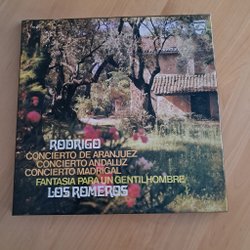 RODRIGO
CONCIERTO DE ARANJUEZ
CONCIERTO ANDALUZ
CONCIERTO MADRIGAL
FANTASIA PARA UN GENTILHOMBRE
LOS ROMEROS